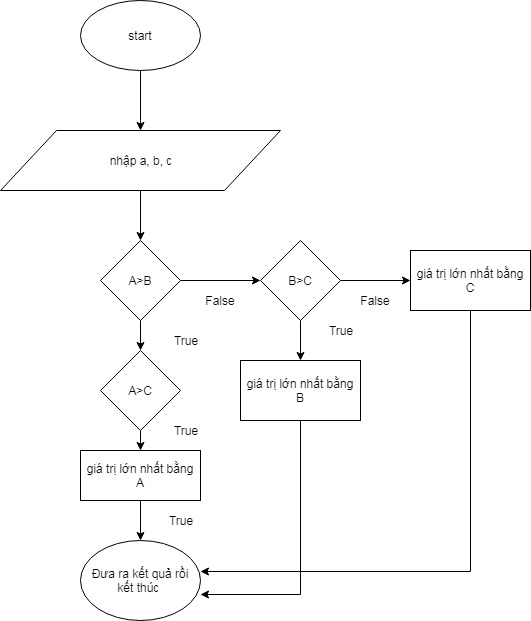 start
nhập a, b, c
A>B
False
B>C
False
giá trị lớn nhất bằng
C
True
True
A>C
giá trị lớn nhất bằng
B
True
giá trị lớn nhất bằng
A
True
Đưa ra kết quả rồi
kết thúc